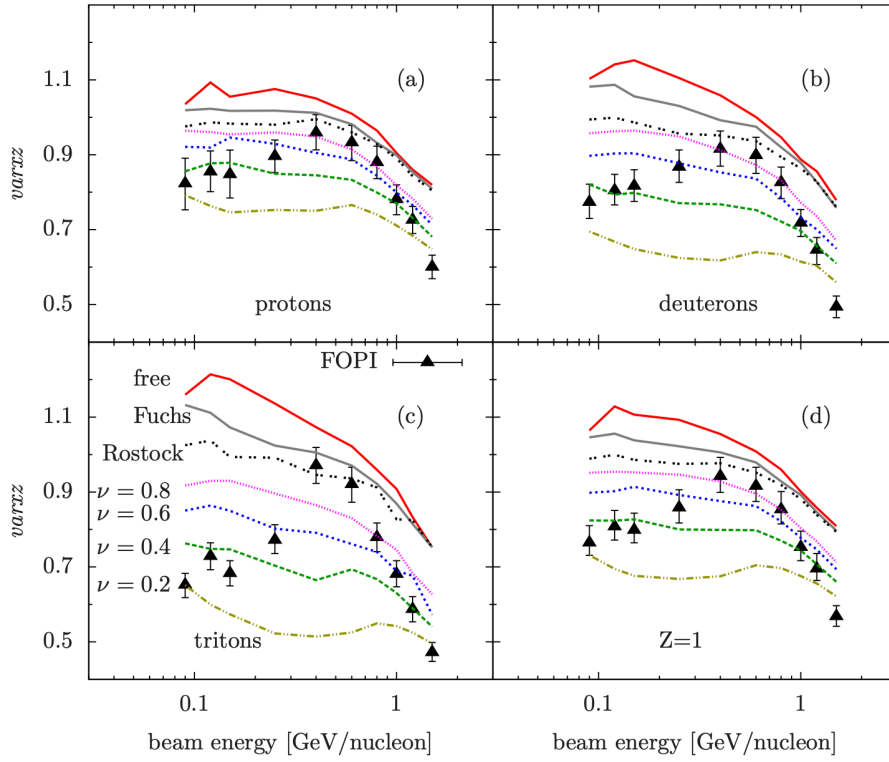 1.1
0.9
0.7
0.5
varxz
(a)
protons
(b)
deuterons
FOPI
1.1
0.9
0.7
0.5
varxz
free
Fuchs
Rostock
ν = 0.8
ν = 0.6
ν = 0.4
ν = 0.2
(c)
tritons
(d)
Z=1
0.1 1
0.1 1
beam energy [GeV/nucleon]
beam energy [GeV/nucleon]